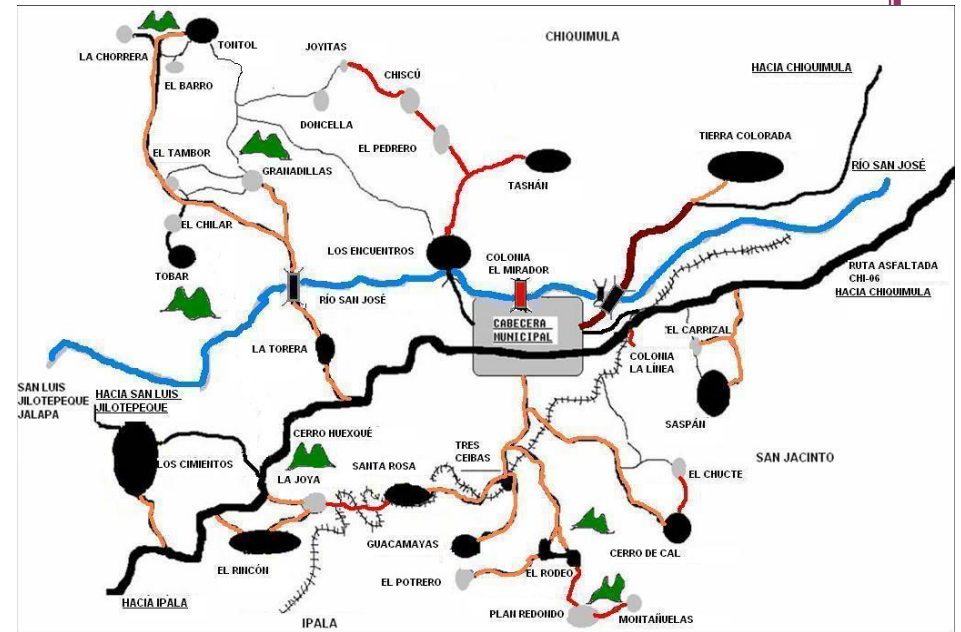 CHIQUIMULA
LA CHORRERA
TONTOL
JOYITAS
HACIA CHIQUIMULA
EL BARRO
CHISCÚ
DONCELLA
TIERRA COLORADA
EL TAMBOR
EL PEDRERO
RÍO SAN JOSÉ
GRANADILLAS
TASHÁN
EL CHILAR
LOS ENCUENTROS
COLONIA
EL MIRADOR
TOBAR
RUTA ASFALTADA
CHI-06
HACIA CHIQUIMULA
RÍO SAN JOSÉ
CABECERA
MUNICIPAL
'EL CARRIZAL
LA TORERA
COLONIA
LA LÍNEA
SAN LUIS
JILOTEPEQUE
JALAPA
HACIA SAN LUIS
JILOTEPEQUE
SASPÁN
CERRO HUEXQUÉ
TRES
CEIBAS
LOS CIMIENTOS
SANTA ROSA
SAN JACINTO
LA JOYA
EL CHUCTE
GUACAMAYAS
CERRO DE CAL
EL RINCÓN
EL POTRERO
EL RODEO
HACIA IPALA
PLAN REDONDO
MONTAÑUELAS
IPALA